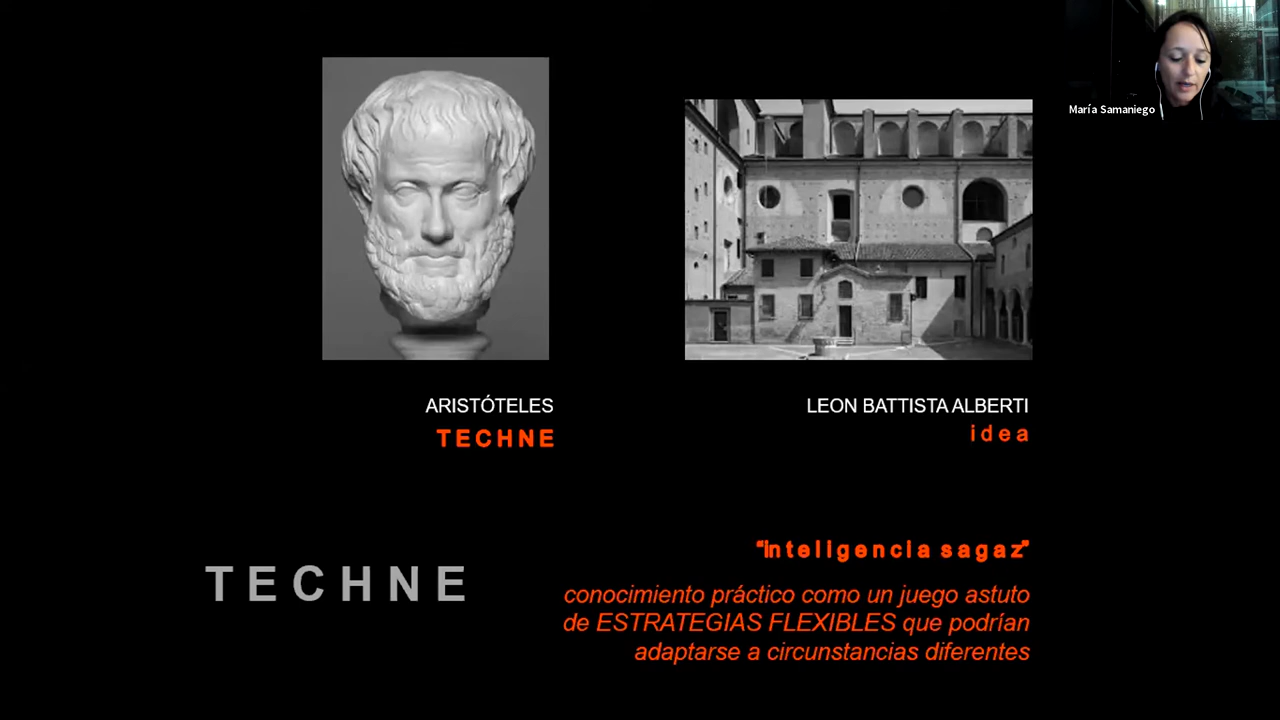 María Samaniego
ARISTÓTELES
TECHNE
LEON BATTISTA ALBERTI
idea
"inteligencia sagaz"
TECHNE
conocimiento práctico como un juego astuto
de ESTRATEGIAS FLEXIBLES que podrían
adaptarse a circunstancias diferentes